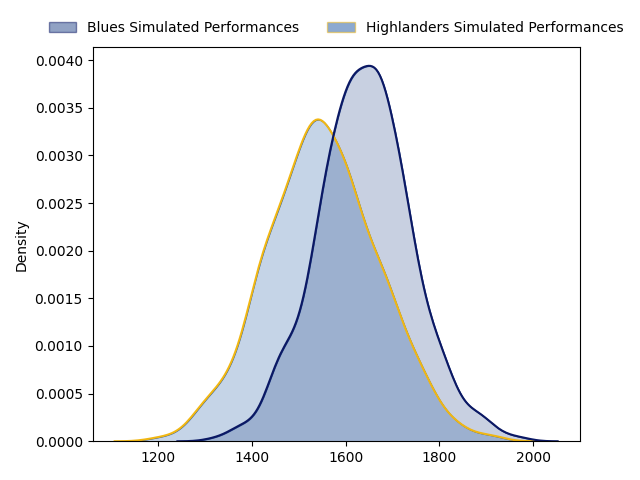 Blues Simulated Performances
Highlanders Simulated Performances
Density
0.0040
0.0035
0.0030
0.0025
0.0020
0.0015
0.0010
0.0005
0.0000
1200 1400 1600 1800 2000